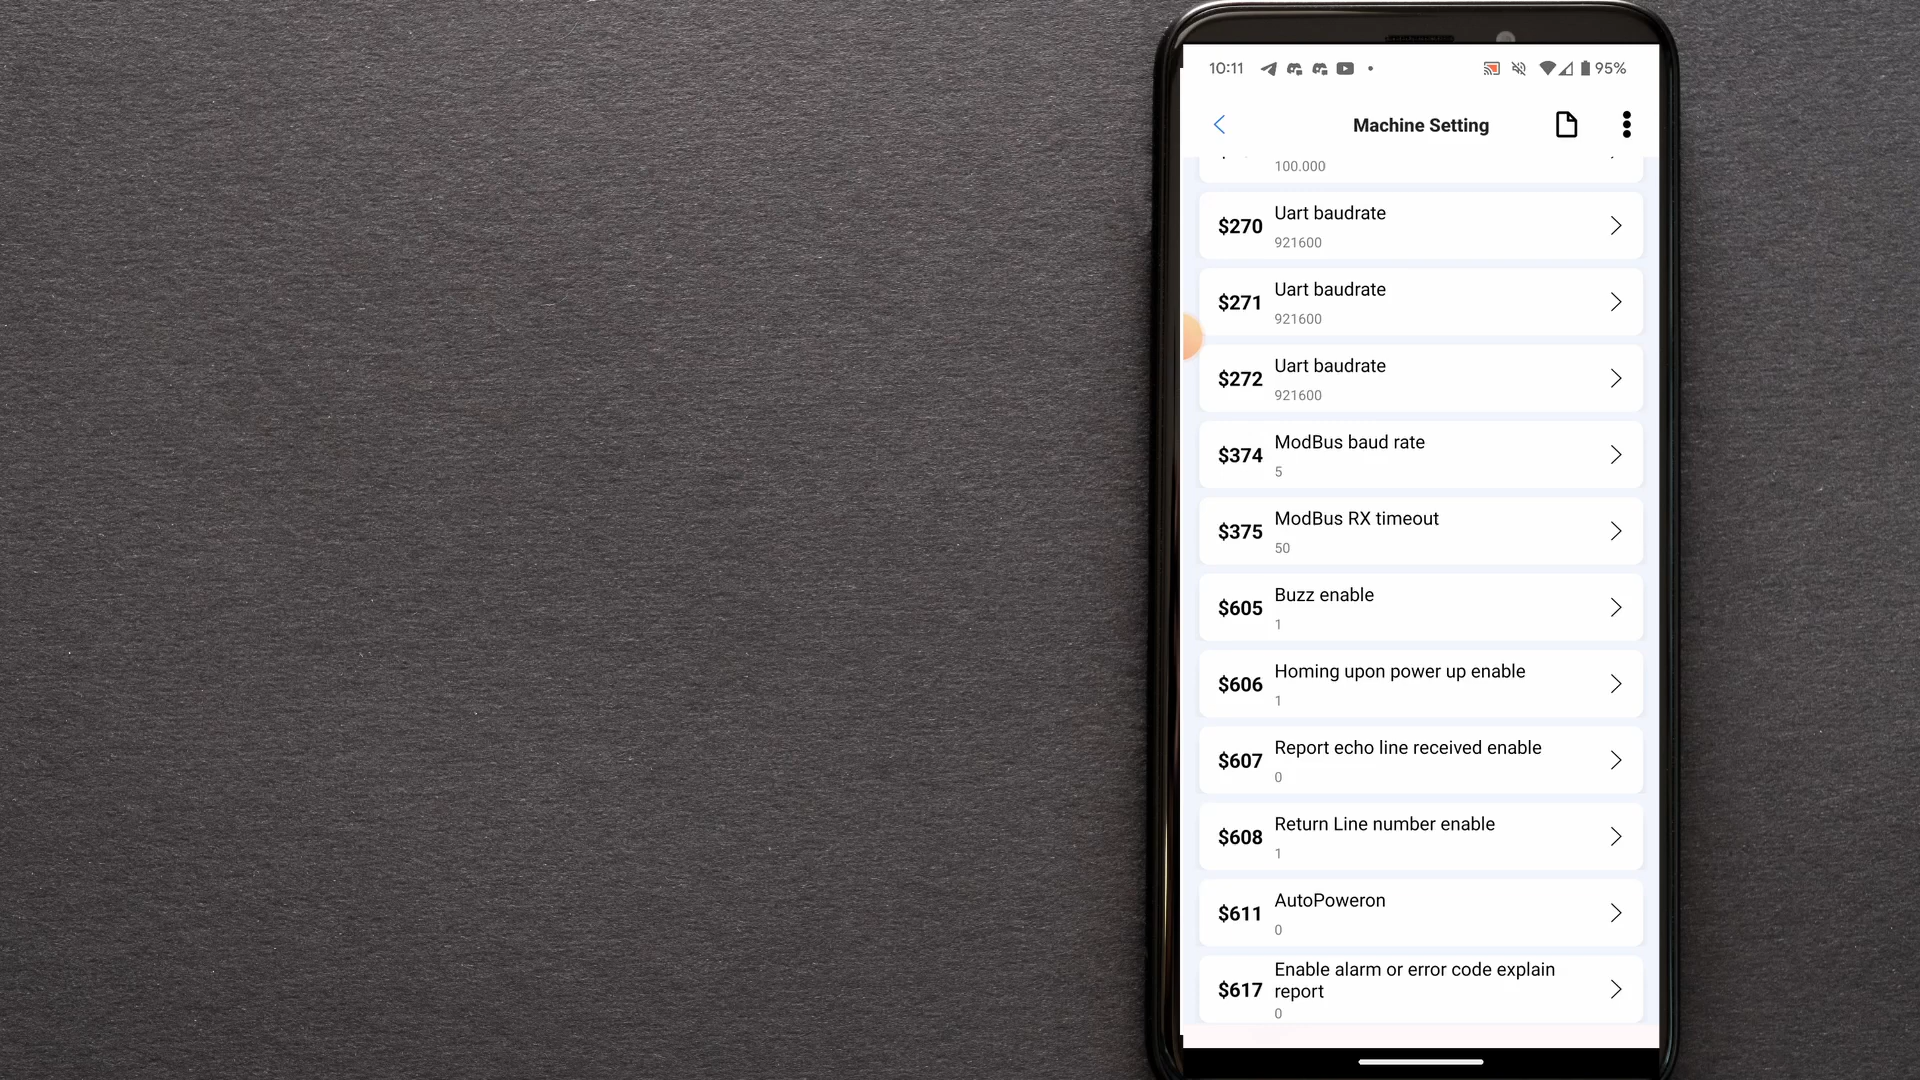 10:11
95%
Machine Setting
100.000
$270
Uart baudrate
921600
$271
Uart baudrate
921600
$272
Uart baudrate
921600
$374
ModBus baud rate
5
$375
ModBus RX timeout
50
$605
Buzz enable
1
$606
Homing upon power up enable
1
$607
Report echo line received enable
0
$608
Return Line number enable
1
$611
AutoPoweron
0
$617
Enable alarm or error code explain
report
0